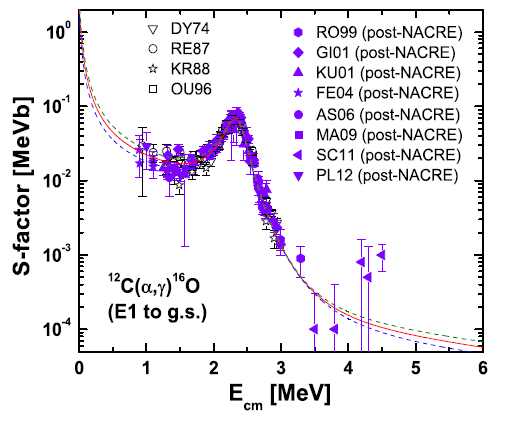 DY74
RE87
KR88
OU96
RO99 (post-NACRE)
GI01 (post-NACRE)
KU01 (post-NACRE)
FE04 (post-NACRE)
AS06 (post-NACRE)
MA09 (post-NACRE)
SC11 (post-NACRE)
PL12 (post-NACRE)
S-factor [MeVb]
10⁰
10⁻¹
10⁻²
10⁻³
10⁻⁴
¹²C(α,γ)¹⁶O
(E1 to g.s.)
0 1 2 3 4 5 6
E_cm [MeV]